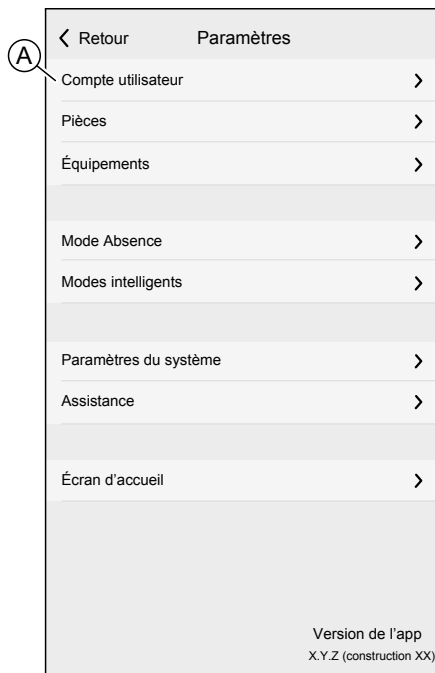 Retour Paramètres
A
Compte utilisateur
Pièces
Équipements
Mode Absence
Modes intelligents
Paramètres du système
Assistance
Écran d’accueil
Version de l’app
X.Y.Z (construction XX)